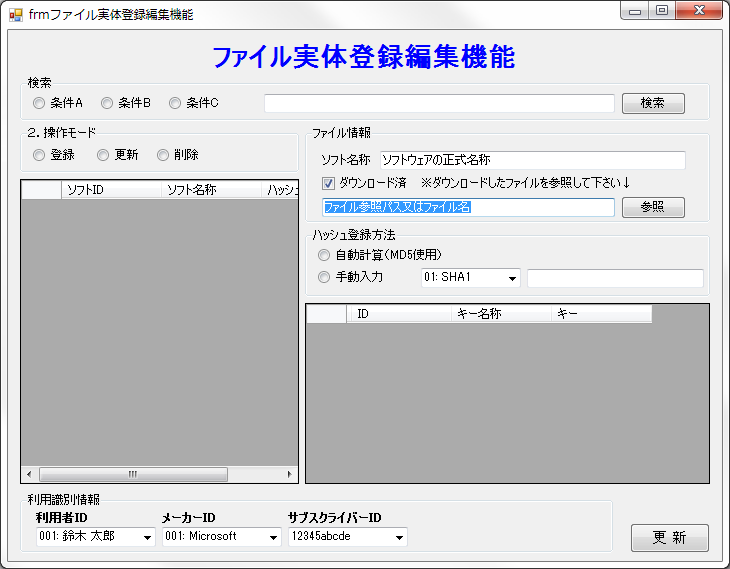 frmファイル実体登録編集機能
ファイル実体登録編集機能
検索
条件A 条件B 条件C 検索
2．操作モード
登録 更新 削除
ソフトID ソフト名称 ハッシュ
ファイル情報
ソフト名称 ソフトウェアの正式名称
ダウンロード済 ※ダウンロードしたファイルを参照して下さい↓
ファイル参照パス又はファイル名 参照
ハッシュ登録方法
自動計算(MD5使用)
手動入力 01: SHA1
ID キー名称 キー
利用識別情報
利用者ID メーカーID サブスクライバーID
001: 鈴木 太郎 001: Microsoft 12345abcde
更 新